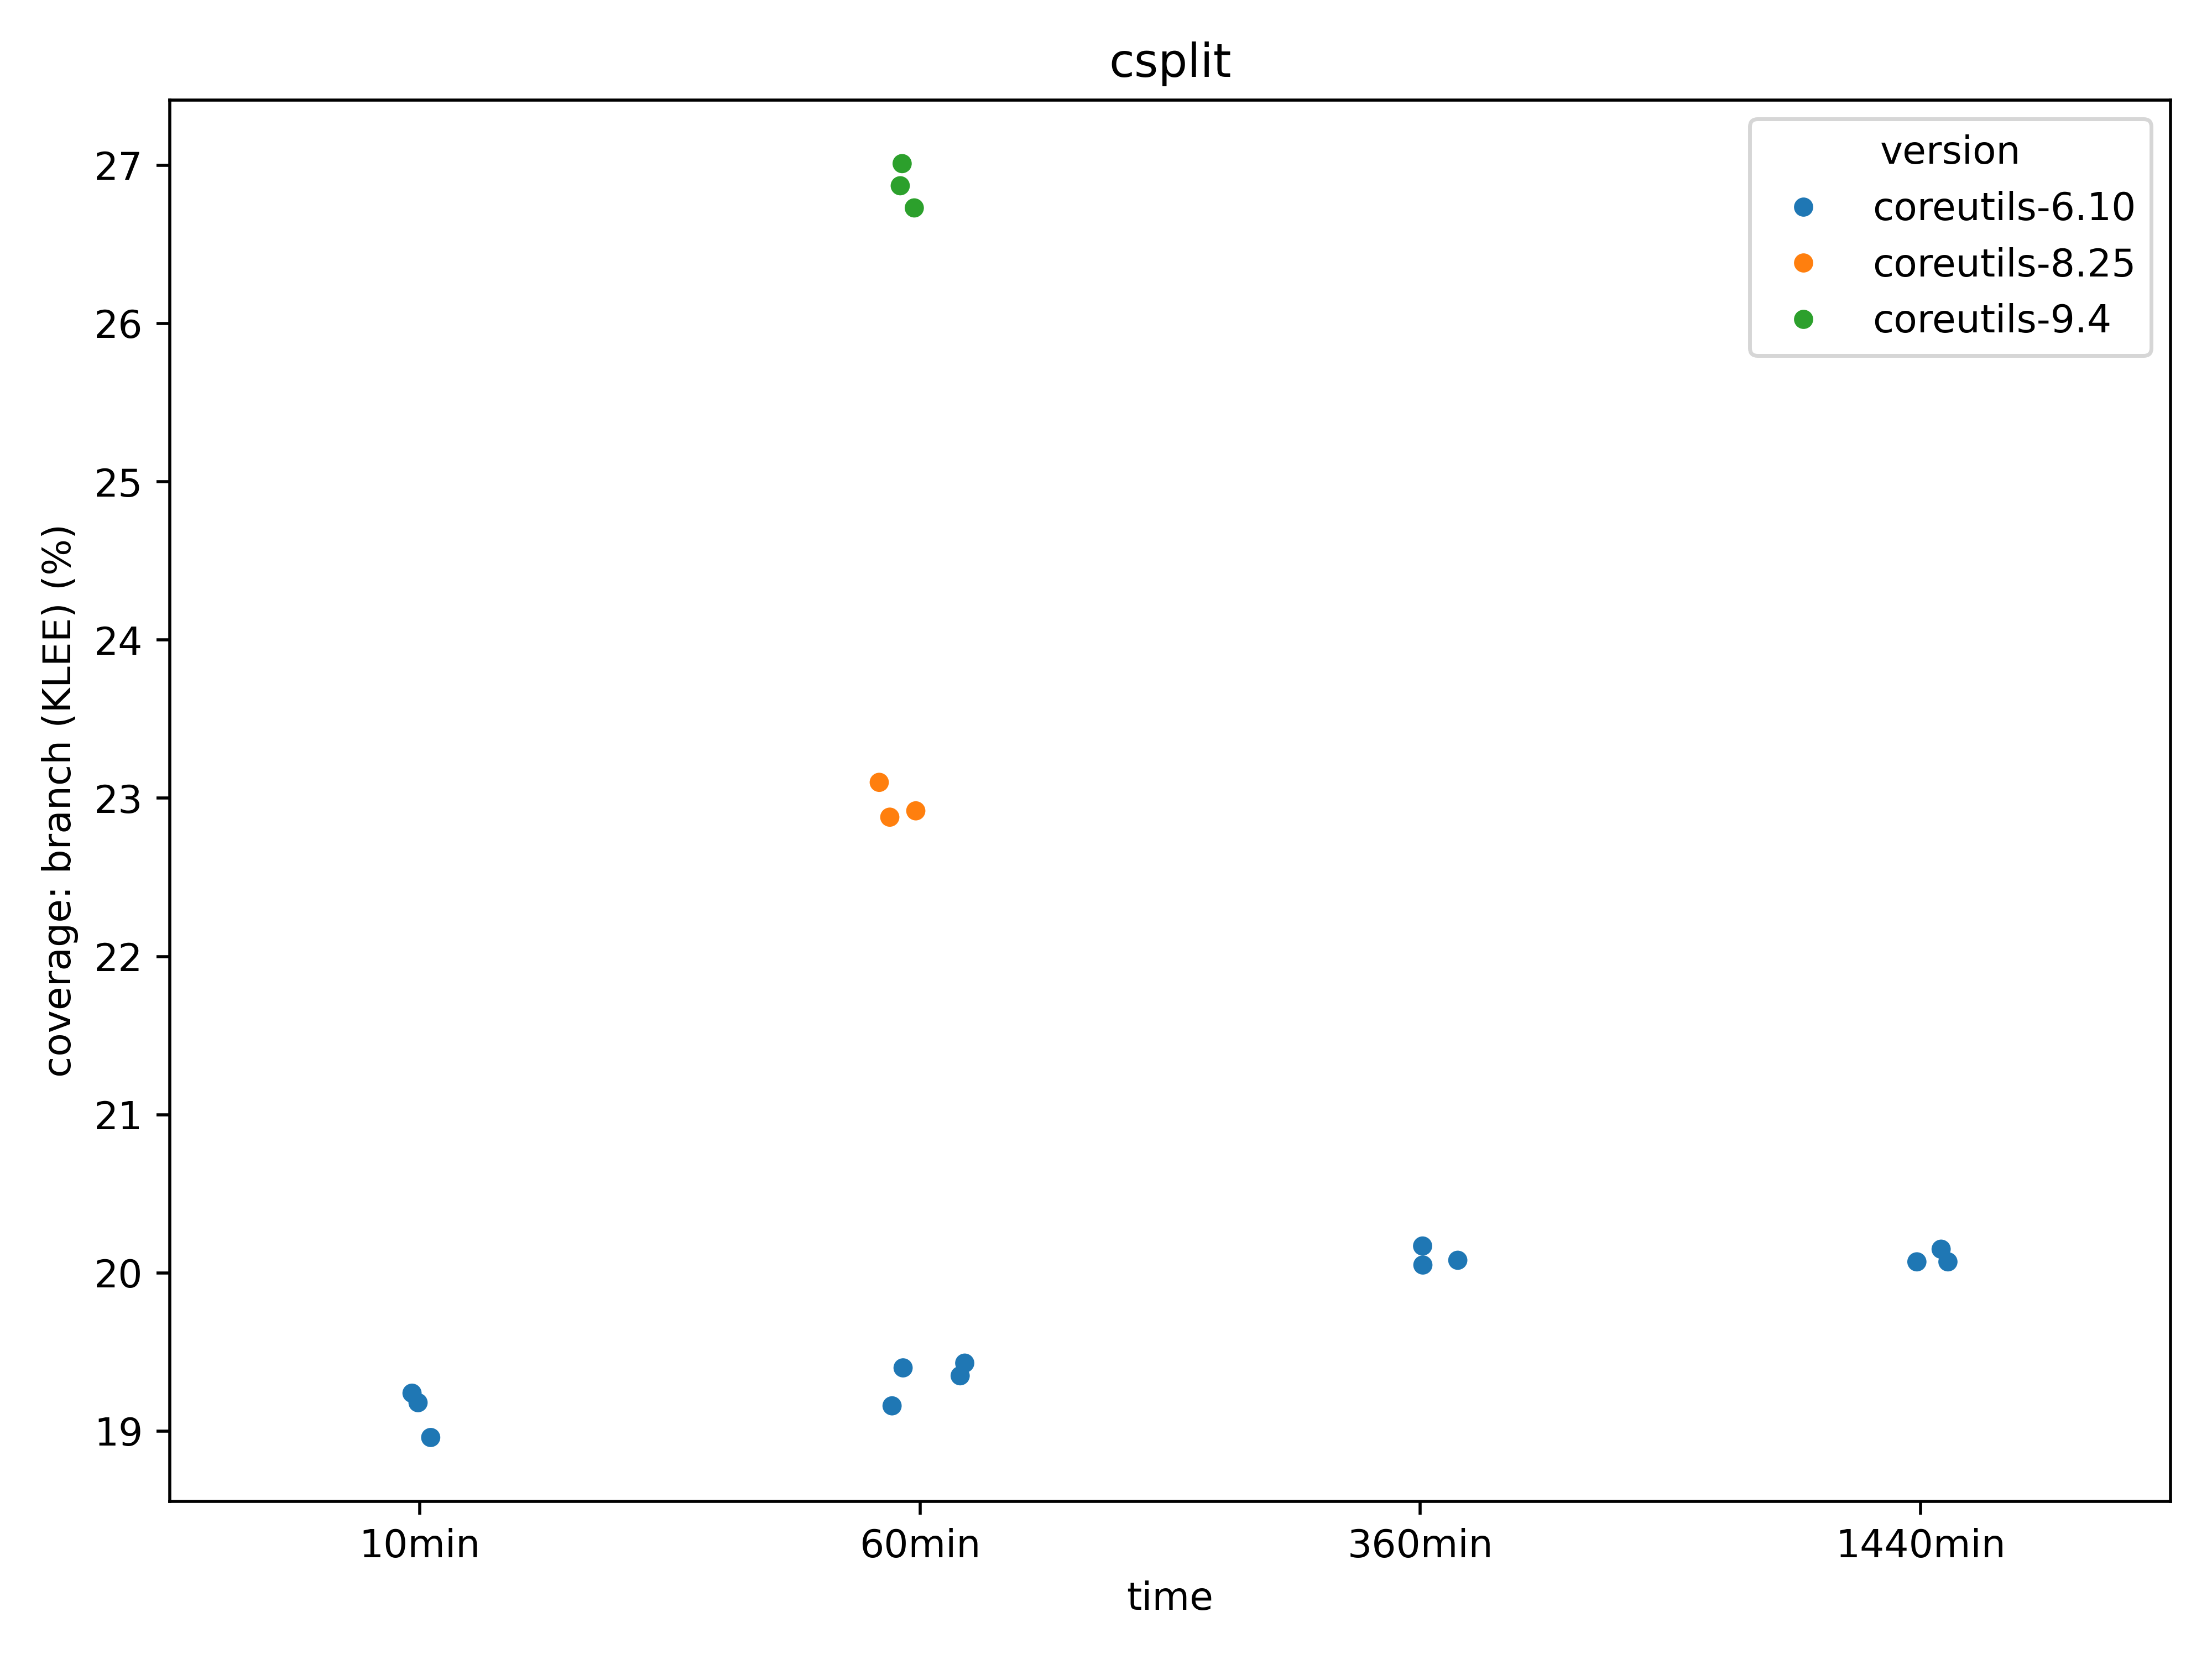 csplit
version
coreutils-6.10
coreutils-8.25
coreutils-9.4
coverage: branch (KLEE) (%)
27
26
25
24
23
22
21
20
19
10min 60min 360min 1440min
time